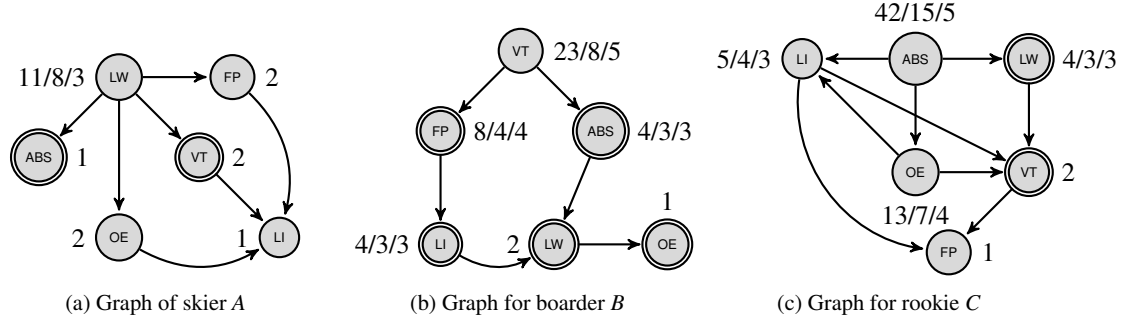 11/8/3 LW FP 2
ABS 1 VT 2
2 OE 1 LI
(a) Graph of skier A
VT 23/8/5
FP 8/4/4 ABS 4/3/3
1
4/3/3 LI 2 LW OE
(b) Graph for boarder B
42/15/5
5/4/3 LI ABS LW 4/3/3
OE VT 2
13/7/4
FP 1
(c) Graph for rookie C